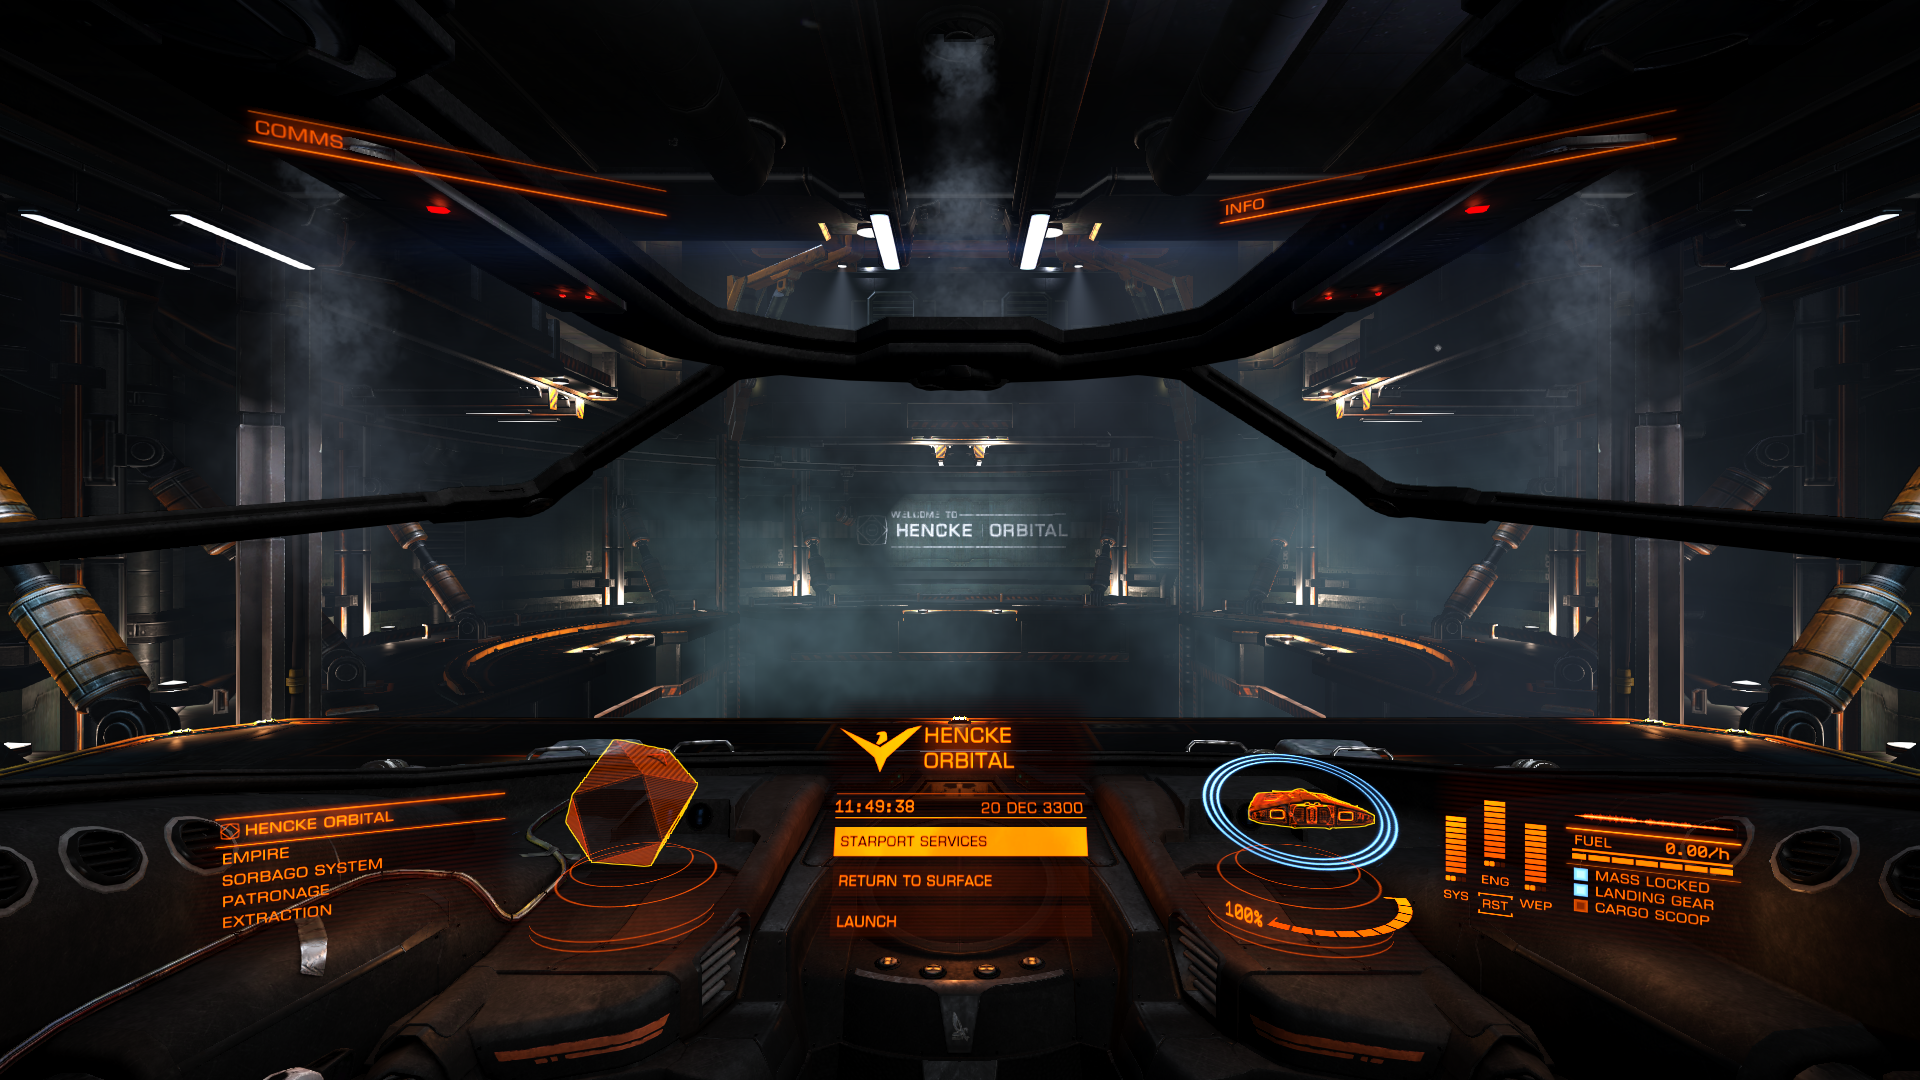 COMMS
INFO
WELCOME TO
HENCKE ORBITAL
HENCKE
ORBITAL
11:49:38 20 DEC 3300
STARPORT SERVICES
RETURN TO SURFACE
LAUNCH
HENCKE ORBITAL
EMPIRE
SORBAGO SYSTEM
PATRONAGE
EXTRACTION
100%
SYS
ENG
RST
WEP
FUEL 0.00/h
MASS LOCKED
LANDING GEAR
CARGO SCOOP